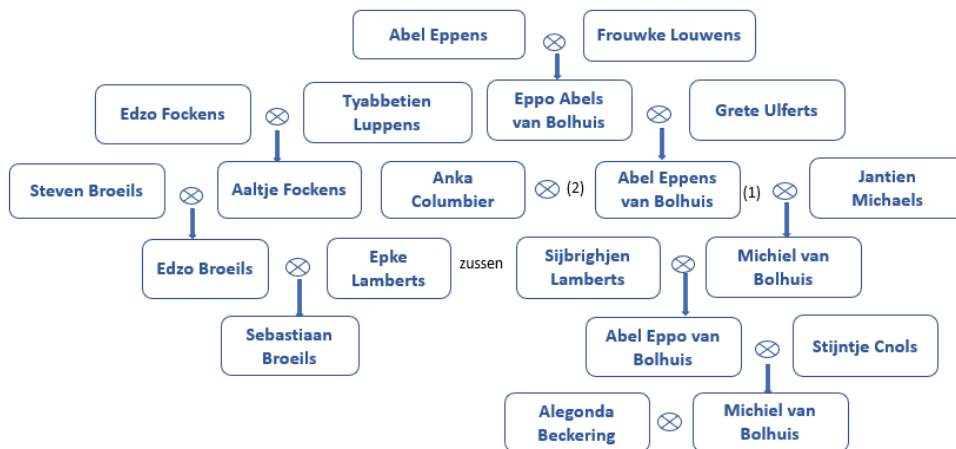 Abel Eppens
Frouwke Louwens
Edzo Fockens
Tyabbetien
Luppens
Eppo Abels
van Bolhuis
Grete Ulferts
Steven Broeils
Aaltje Fockens
Anka
Columbier
(2)
Abel Eppens
van Bolhuis
(1)
Jantien
Michaels
Edzo Broeils
Epke
Lamberts
zussen
Sijbrighjen
Lamberts
Michiel van
Bolhuis
Sebastiaan
Broeils
Abel Eppo van
Bolhuis
Stijntje Cnols
Alegonda
Beckering
Michiel van
Bolhuis